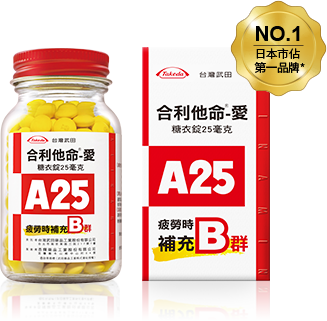 NO.1
日本市佔
第一品牌*
Takeda 台灣武田
合利他命®-愛
糖衣錠25毫克
A25
疲勞時
補充B群
Takeda 台灣武田
合利他命®-愛
糖衣錠25毫克
A25
疲勞時
補充B群